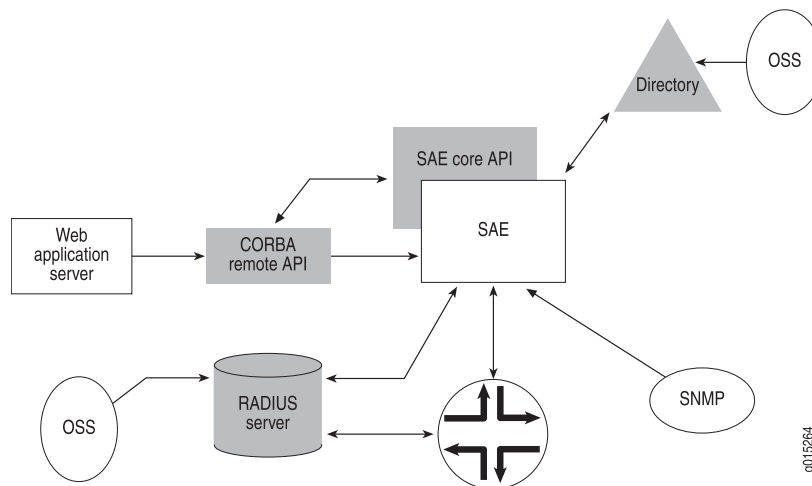 OSS
Directory
SAE core API
SAE
Web
application
server
CORBA
remote API
OSS
RADIUS
server
SNMP
g015264